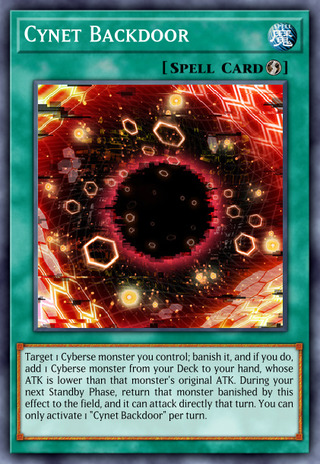 Cynet Backdoor
魔
[Spell Card]
Target 1 Cyberse monster you control; banish it, and if you do,
add 1 Cyberse monster from your Deck to your hand, whose
ATK is lower than that monster's original ATK. During your
next Standby Phase, return that monster banished by this
effect to the field, and it can attack directly that turn. You can
only activate 1 "Cynet Backdoor" per turn.